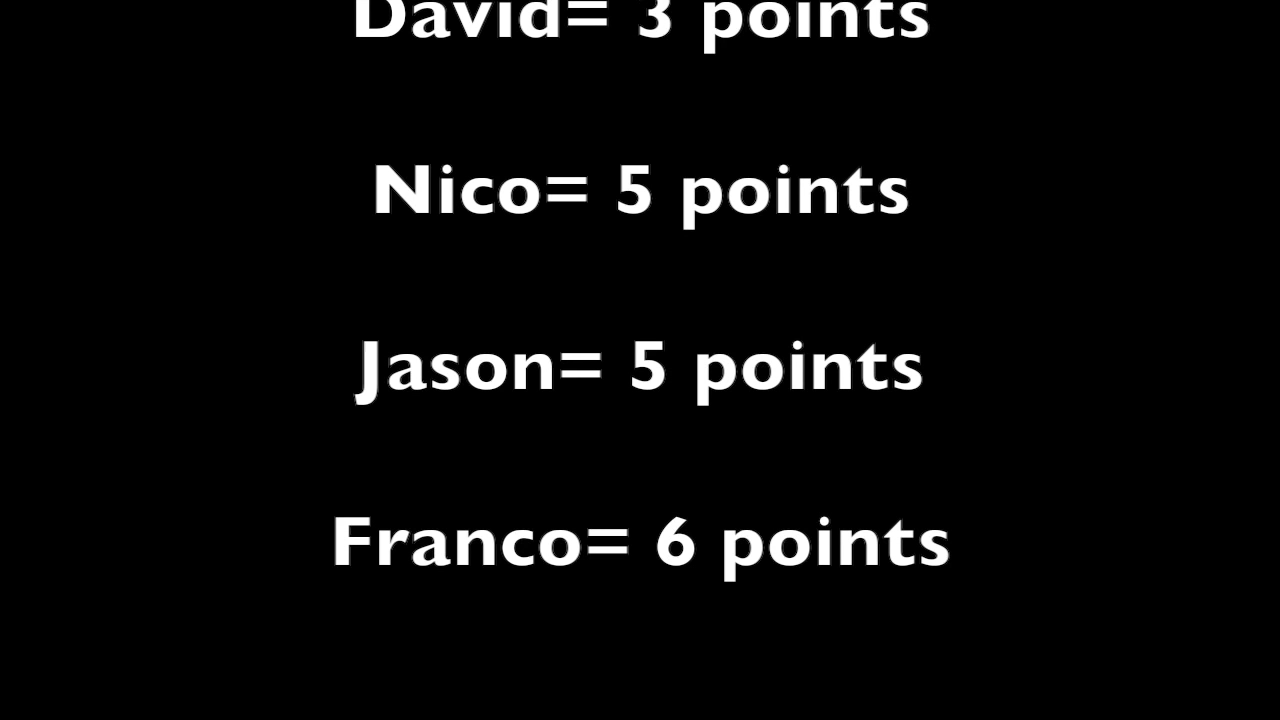 David= 3 points
Nico= 5 points
Jason= 5 points
Franco= 6 points